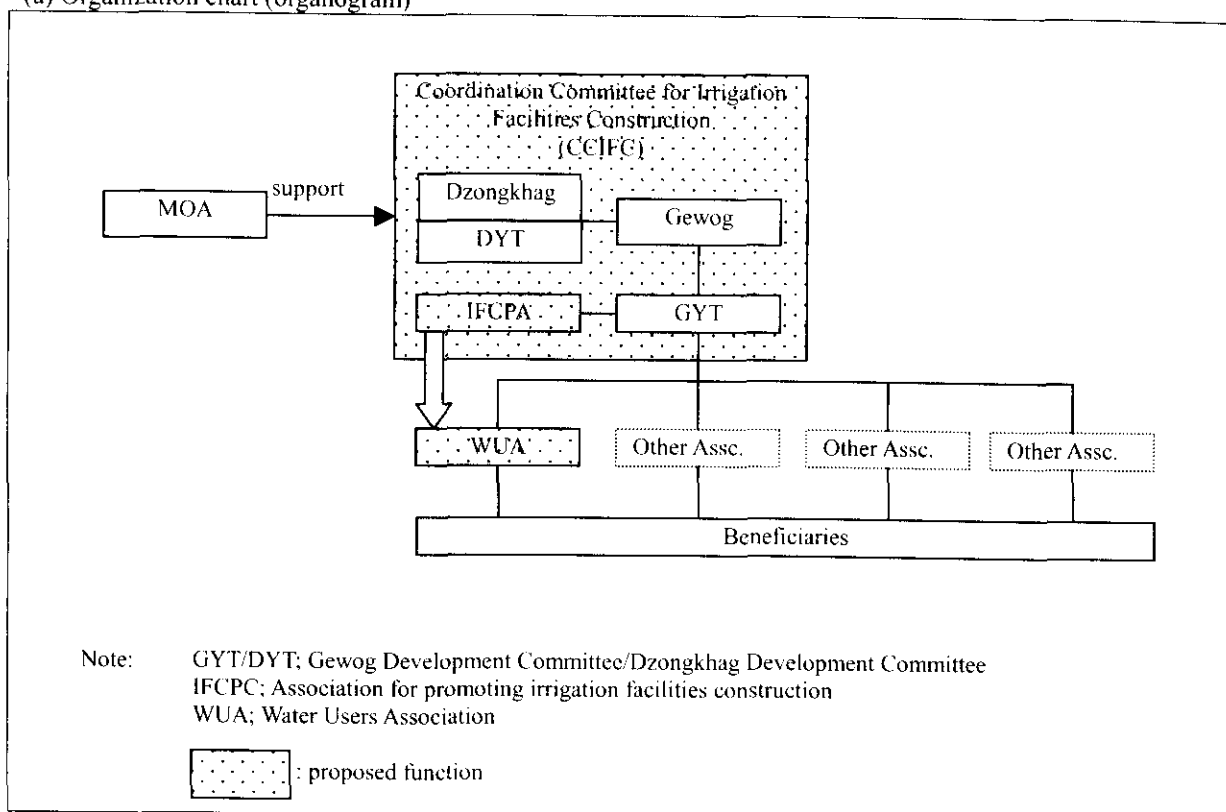 (a) Organization chart (organogram)
Coordination Committee for Irrigation
Facilities Construction
(CCIFC)
MOA
support
Dzongkhag
DYT
Gewog
IFCPA
GYT
WUA
Other Assc.
Other Assc.
Other Assc.
Beneficiaries
Note:
GYT/DYT; Gewog Development Committee/Dzongkhag Development Committee
IFCPC; Association for promoting irrigation facilities construction
WUA; Water Users Association
: proposed function